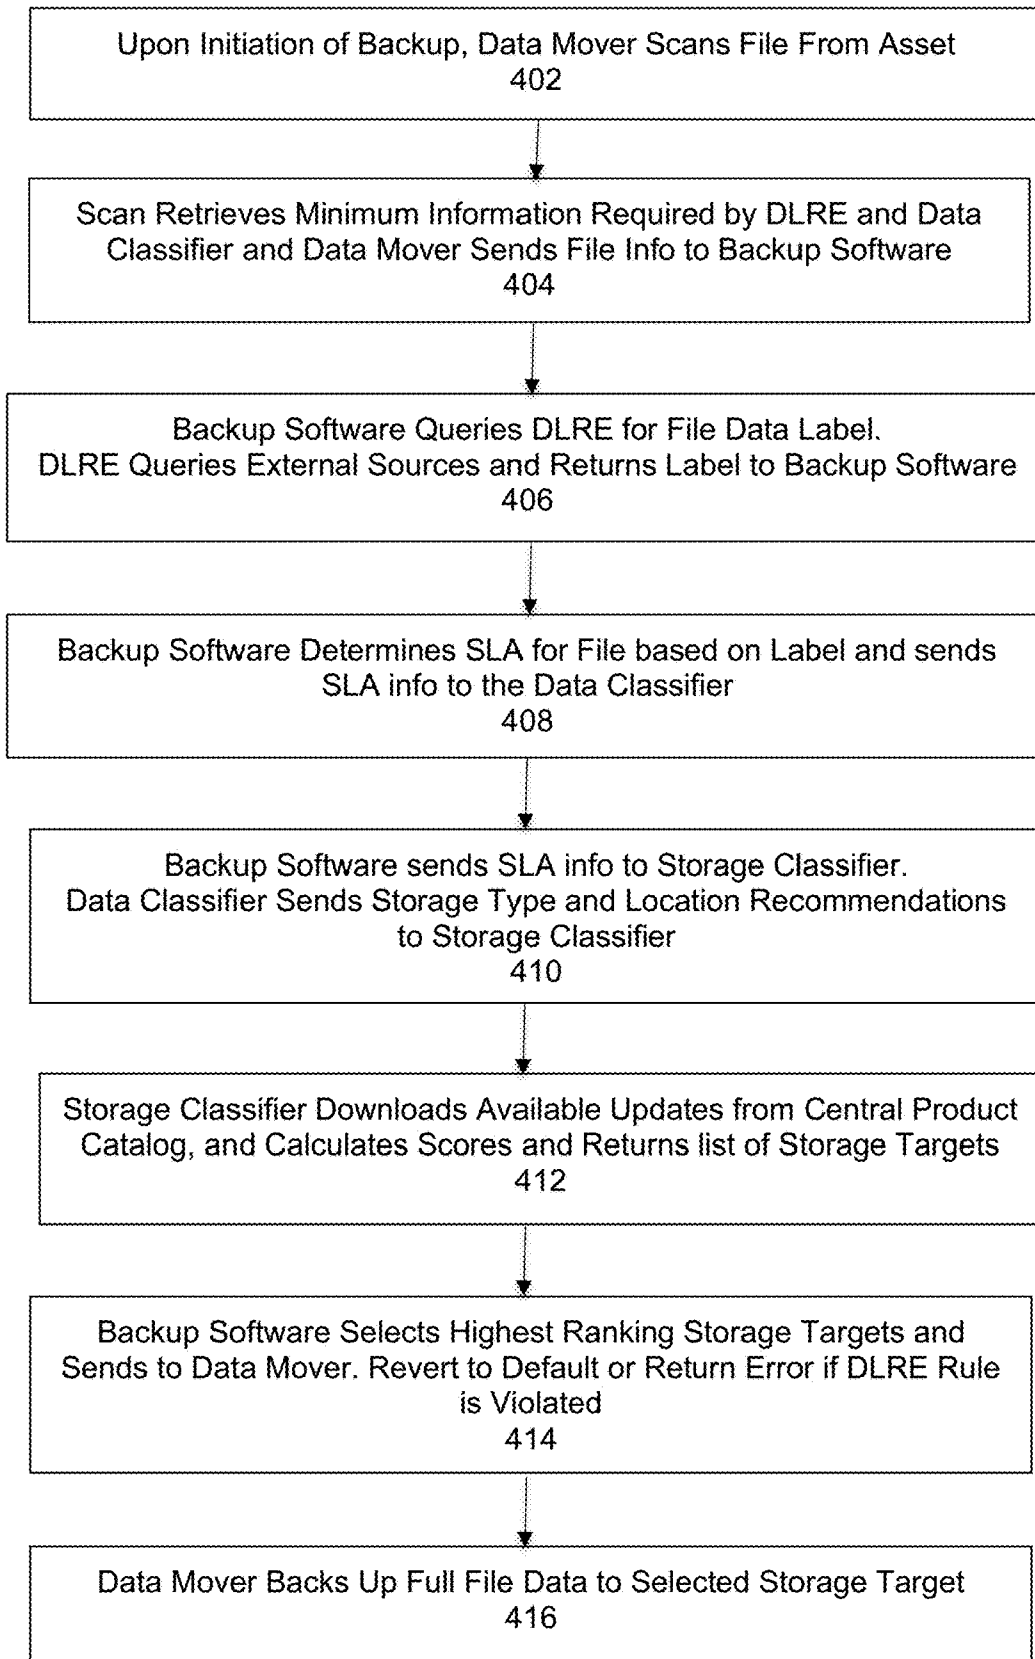 Upon Initiation of Backup, Data Mover Scans File From Asset
402
Scan Retrieves Minimum Information Required by DLRE and Data
Classifier and Data Mover Sends File Info to Backup Software
404
Backup Software Queries DLRE for File Data Label.
DLRE Queries External Sources and Returns Label to Backup Software
406
Backup Software Determines SLA for File based on Label and sends
SLA info to the Data Classifier
408
Backup Software sends SLA info to Storage Classifier.
Data Classifier Sends Storage Type and Location Recommendations
to Storage Classifier
410
Storage Classifier Downloads Available Updates from Central Product
Catalog, and Calculates Scores and Returns list of Storage Targets
412
Backup Software Selects Highest Ranking Storage Targets and
Sends to Data Mover. Revert to Default or Return Error if DLRE Rule
is Violated
414
Data Mover Backs Up Full File Data to Selected Storage Target
416